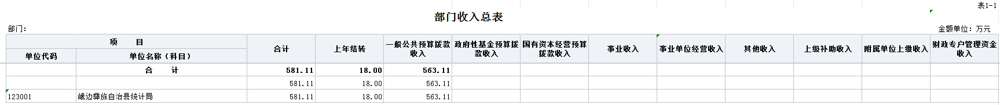 表1-1
部门收入总表
部门：
金额单位：万元
项　　目
合计
上年结转
一般公共预算拨款
收入
政府性基金预算拨
款收入
国有资本经营预算
拨款收入
事业收入
事业单位经营收入
其他收入
上级补助收入
附属单位上缴收入
财政专户管理资金
收入
单位代码
单位名称（科目）
合　　计
581.11
18.00
563.11
581.11
18.00
563.11
123001
峨边彝族自治县统计局
581.11
18.00
563.11